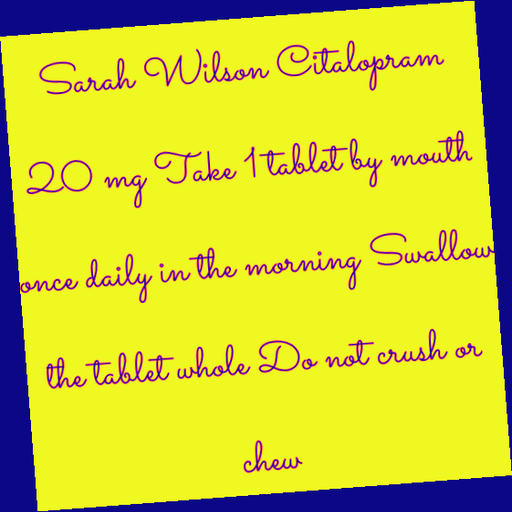 Sarah Wilson Citalopram
20 mg Take 1 tablet by mouth
once daily in the morning Swallow
the tablet whole Do not crush or
chew